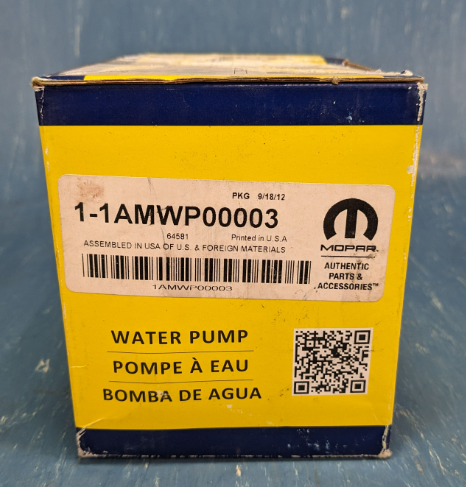 PKG 9/18/12
1-1AMWP00003
64581 Printed in U.S.A
ASSEMBLED IN USA OF U.S. & FOREIGN MATERIALS
1AMWP00003
MOPAR
AUTHENTIC
PARTS &
ACCESSORIES™
WATER PUMP
POMPE À EAU
BOMBA DE AGUA